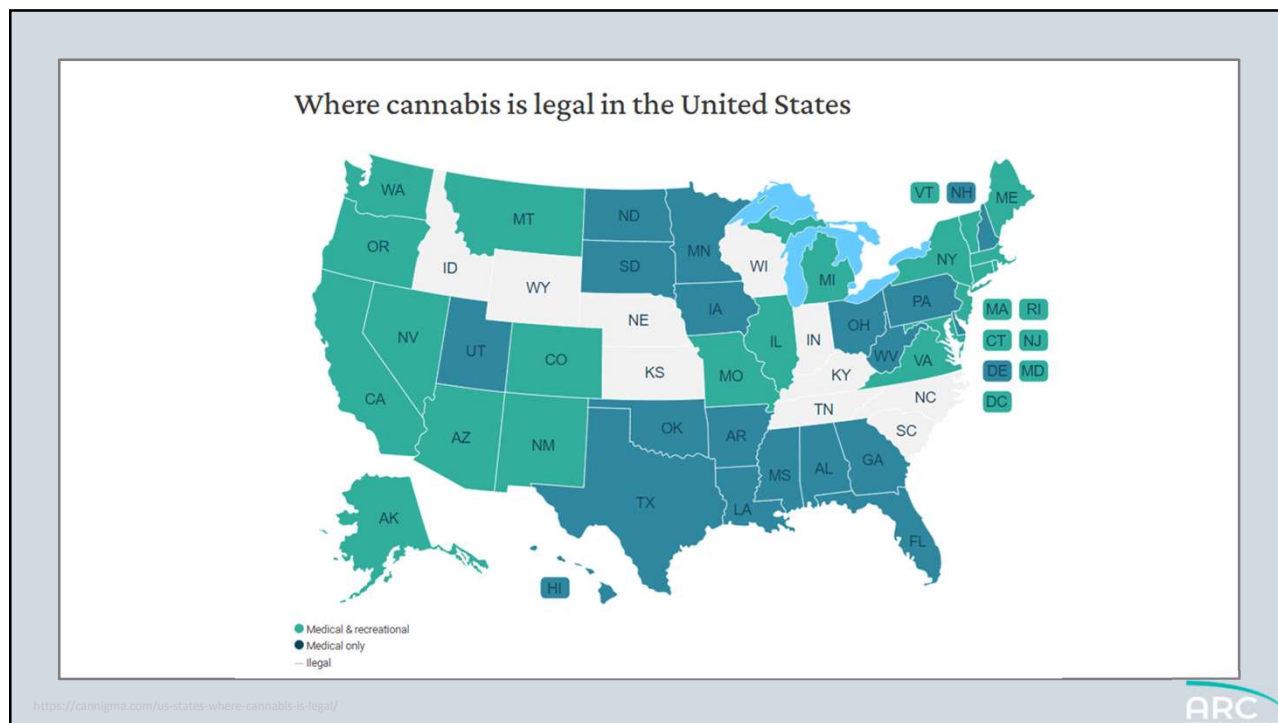 Where cannabis is legal in the United States
WA
MT
ND
MN
VT
NH
ME
OR
ID
WY
SD
WI
MI
NY
NV
UT
CO
NE
IA
IL
IN
OH
PA
MA
RI
CT
NJ
DE
MD
DC
CA
AZ
NM
KS
MO
KY
WV
VA
TN
NC
SC
OK
AR
TX
LA
MS
AL
GA
FL
AK
HI
Medical & recreational
Medical only
Ilegal
https://cannigma.com/us-states-where-cannabis-is-legal/
ARC